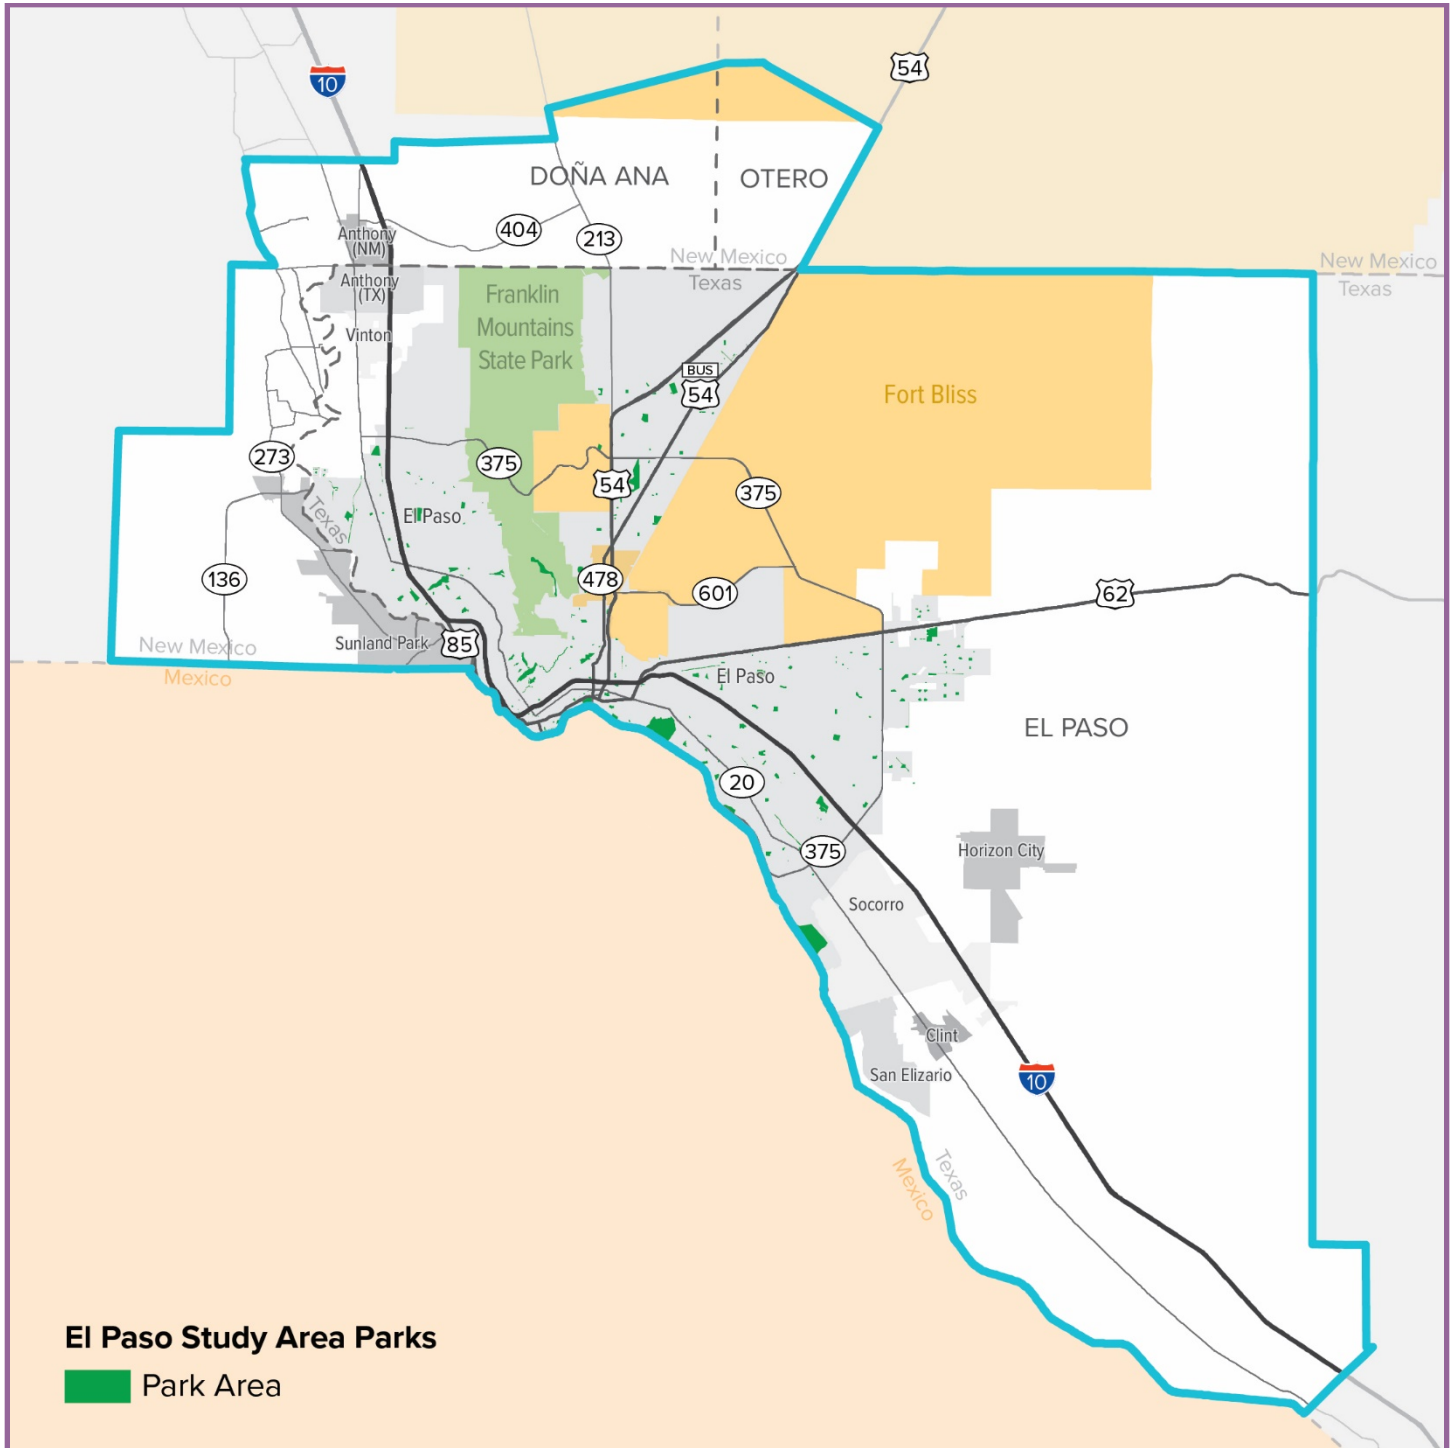 54
10
DOÑA ANA
OTERO
404
213
Anthony
(NM)
New Mexico
Texas
New Mexico
Texas
Anthony
(TX)
Franklin
Mountains
State Park
Vinton
BUS
54
Fort Bliss
273
375
54
375
Texas
El Paso
136
478
601
62
New Mexico
Mexico
Sunland Park
85
El Paso
EL PASO
20
375
Horizon City
Socorro
Clint
San Elizario
10
Texas
Mexico
El Paso Study Area Parks
Park Area